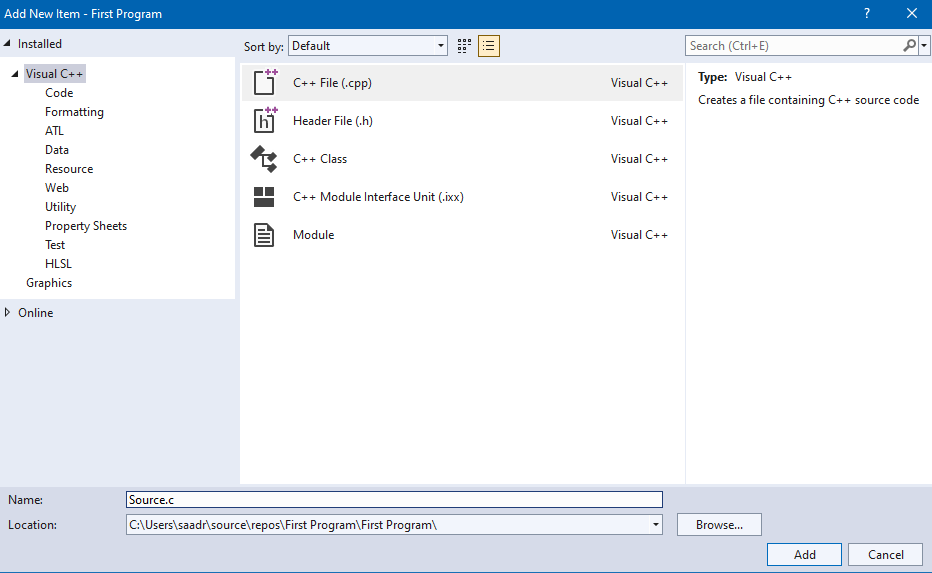 Add New Item - First Program
?
Installed
Sort by: Default
Search (Ctrl+E)
Visual C++
Code
Formatting
ATL
Data
Resource
Web
Utility
Property Sheets
Test
HLSL
Graphics
Online
C++ File (.cpp) Visual C++
Header File (.h) Visual C++
C++ Class Visual C++
C++ Module Interface Unit (.ixx) Visual C++
Module Visual C++
Type: Visual C++
Creates a file containing C++ source code
Name: Source.c
Location: C:\Users\saadr\source\repos\First Program\First Program\ Browse...
Add Cancel